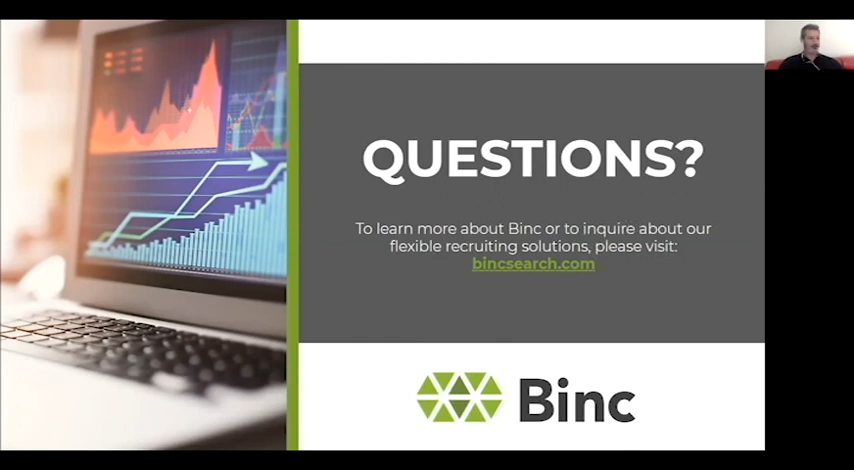 QUESTIONS?
To learn more about Binc or to inquire about our
flexible recruiting solutions, please visit:
bincsearch.com
Binc